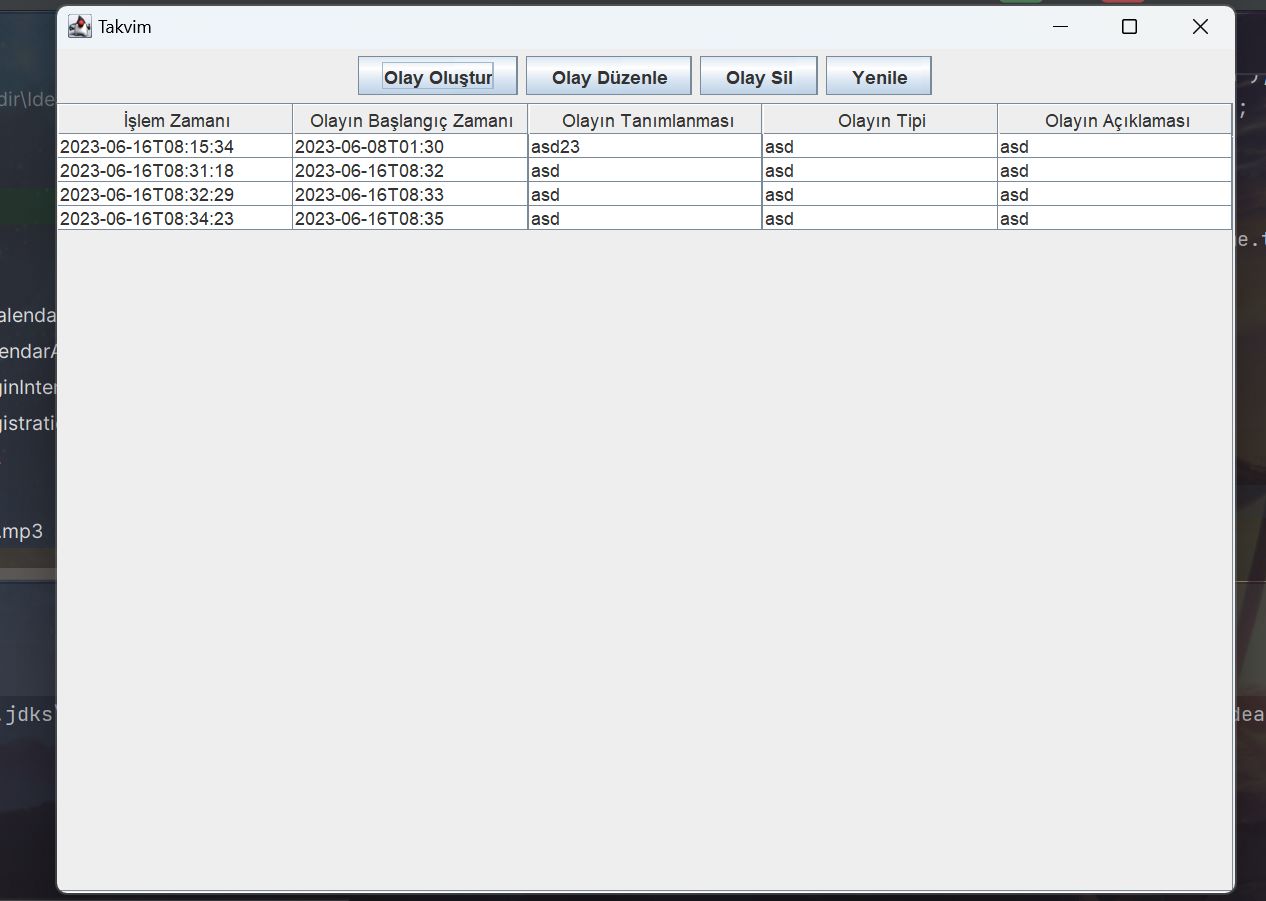 Takvim
Olay Oluştur Olay Düzenle Olay Sil Yenile
İşlem Zamanı Olayın Başlangıç Zamanı Olayın Tanımlanması Olayın Tipi Olayın Açıklaması
2023-06-16T08:15:34 2023-06-08T01:30 asd23 asd asd
2023-06-16T08:31:18 2023-06-16T08:32 asd asd asd
2023-06-16T08:32:29 2023-06-16T08:33 asd asd asd
2023-06-16T08:34:23 2023-06-16T08:35 asd asd asd
dir\Ide
;
e.t
alenda
endarA
ginInter
gistrati
.mp3
.jdks\
dea